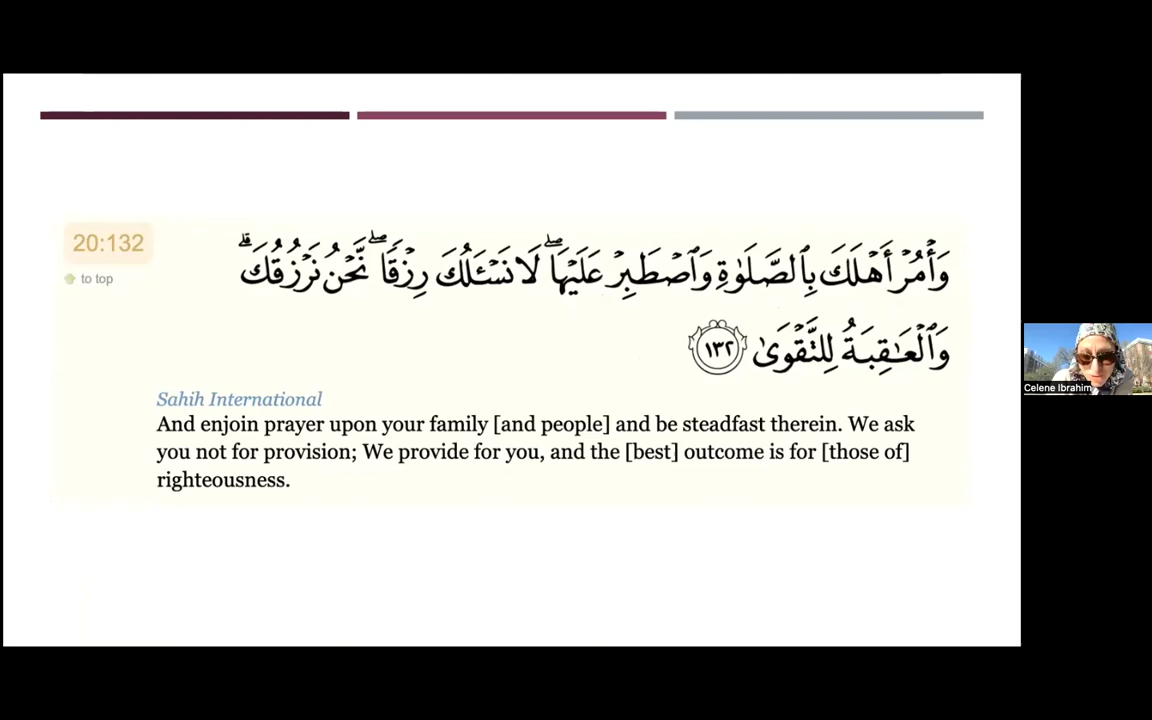 20:132
to top
وَأْمُرْ أَهْلَكَ بِٱلصَّلَوٰةِ وَٱصْطَبِرْ عَلَيْهَا ۖ لَا نَسْـَٔلُكَ رِزْقًا ۖ نَّحْنُ نَرْزُقُكَ ۗ
وَٱلْعَـٰقِبَةُ لِلتَّقْوَىٰ ١٣٢
Sahih International
And enjoin prayer upon your family [and people] and be steadfast therein. We ask
you not for provision; We provide for you, and the [best] outcome is for [those of]
righteousness.
Celene Ibrahim